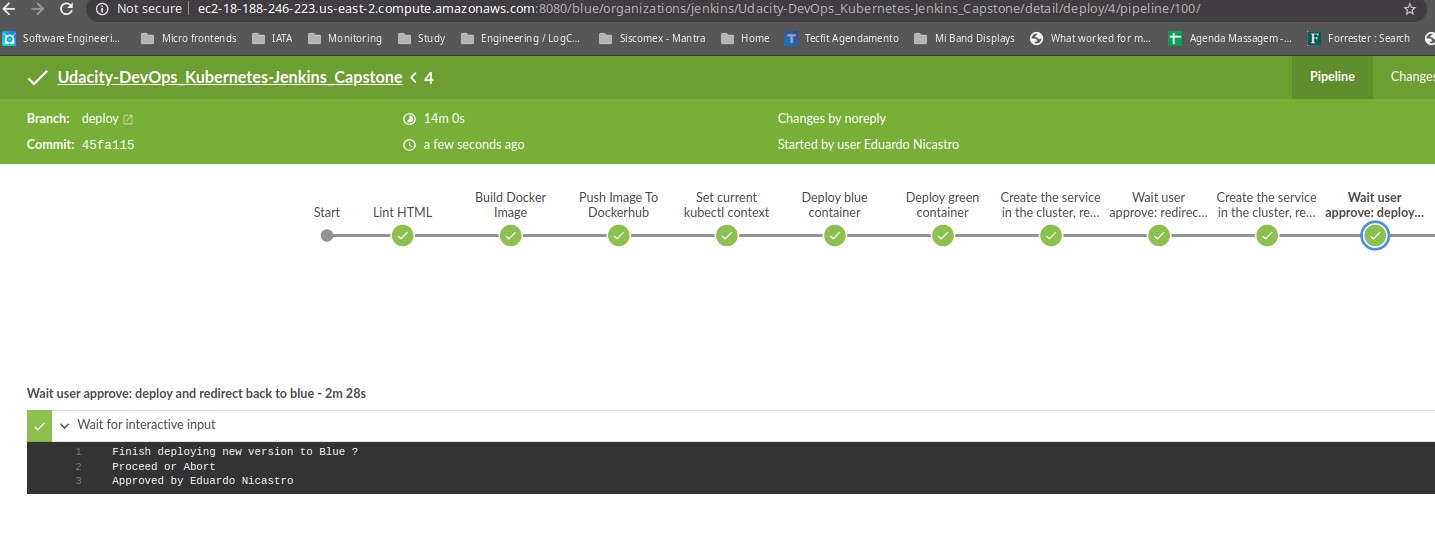 Not secure ec2-18-188-246-223.us-east-2.compute.amazonaws.com:8080/blue/organizations/jenkins/Udacity-DevOps_Kubernetes-Jenkins_Capstone/detail/deploy/4/pipeline/100/
Software Engineeri... Micro frontends IATA Monitoring Study Engineering / LogC... Siscomex - Mantra Home Tecfit Agendamento Mi Band Displays What worked for m... Agenda Massagem -... Forrester : Search
Udacity-DevOps_Kubernetes-Jenkins_Capstone < 4 Pipeline Changes
Branch: deploy 14m 0s Changes by noreply
Commit: 45fa115 a few seconds ago Started by user Eduardo Nicastro
Build Docker Push Image To Set current Deploy blue Deploy green Create the service Wait user Create the service Wait user
Start Lint HTML Image Dockerhub kubectl context container container in the cluster, re... approve: redirec... in the cluster, re... approve: deploy...
Wait user approve: deploy and redirect back to blue - 2m 28s
Wait for interactive input
1 Finish deploying new version to Blue ?
2 Proceed or Abort
3 Approved by Eduardo Nicastro